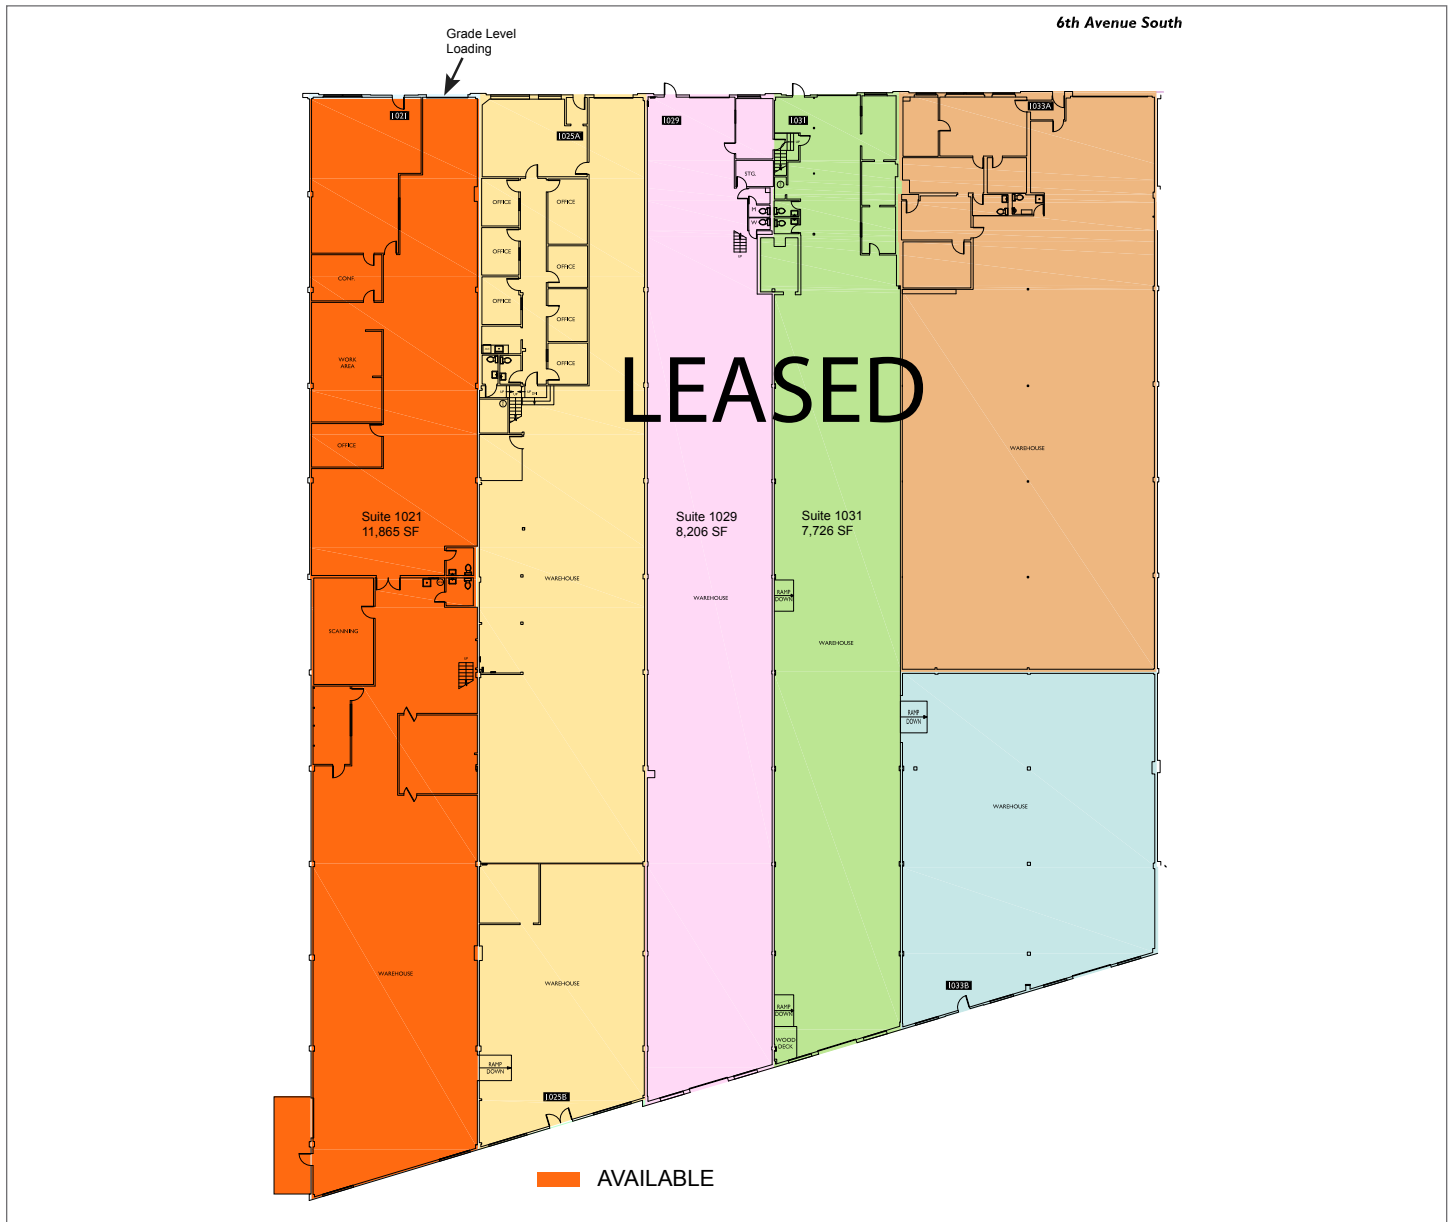 6th Avenue South
Grade Level
Loading
1021
1025A
1029
1031
1033A
STG.
M
W
UP
OFFICE
OFFICE
OFFICE
OFFICE
OFFICE
OFFICE
OFFICE
CONF.
WORK
AREA
OFFICE
LEASED
WAREHOUSE
Suite 1021
11,865 SF
Suite 1029
8,206 SF
Suite 1031
7,726 SF
WAREHOUSE
WAREHOUSE
RAMP
DOWN
SCANNING
WAREHOUSE
UP
RAMP
DOWN
WAREHOUSE
WAREHOUSE
WAREHOUSE
1033B
RAMP
DOWN
WOOD
DECK
RAMP
DOWN
1025B
AVAILABLE